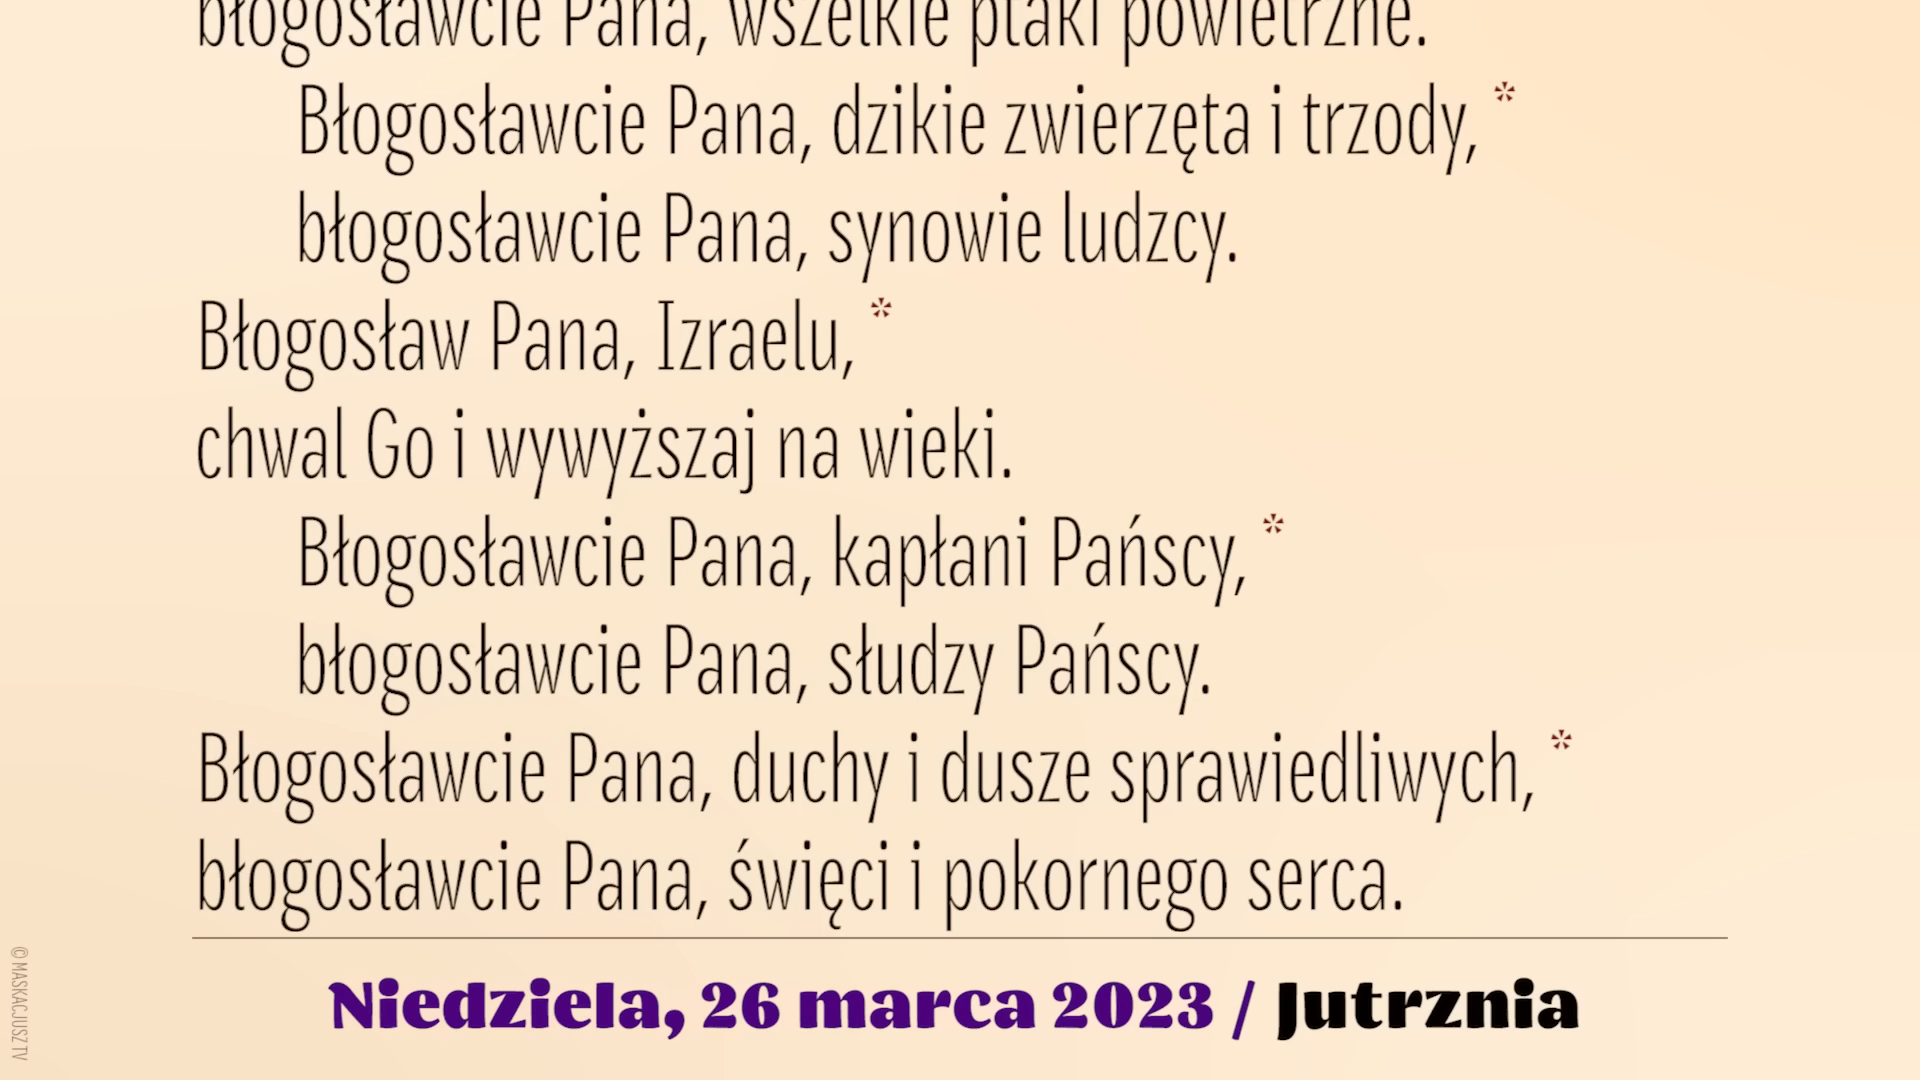 błogosławcie Pana, wszelkie ptaki powietrzne.
Błogosławcie Pana, dzikie zwierzęta i trzody, *
błogosławcie Pana, synowie ludzcy.
Błogosław Pana, Izraelu, *
chwal Go i wywyższaj na wieki.
Błogosławcie Pana, kapłani Pańscy, *
błogosławcie Pana, słudzy Pańscy.
Błogosławcie Pana, duchy i dusze sprawiedliwych, *
błogosławcie Pana, święci i pokornego serca.
Niedziela, 26 marca 2023 / Jutrznia
© MASKACJUSZ TV